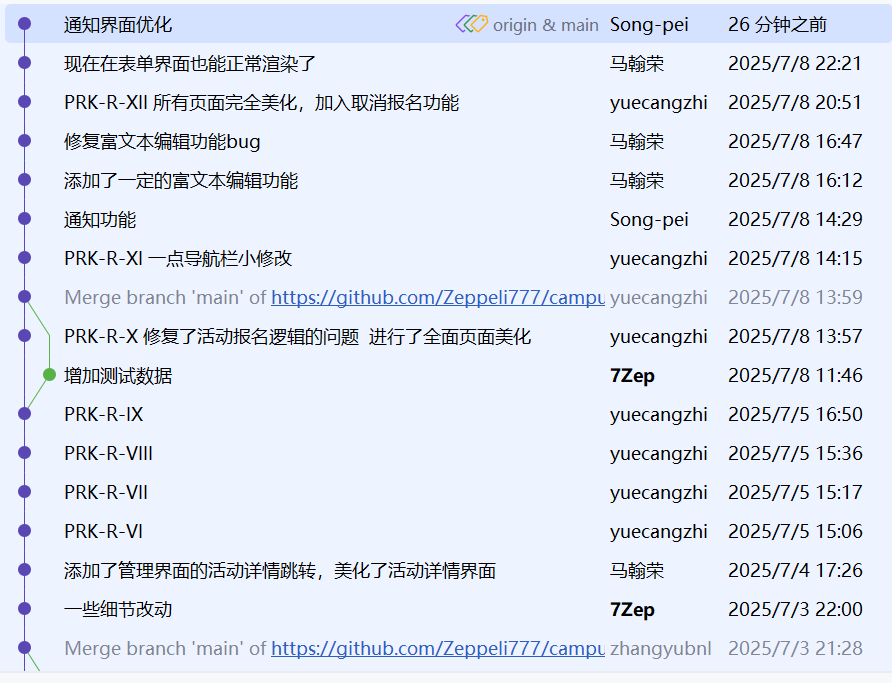 通知界面优化 origin & main Song-pei 26 分钟之前
现在在表单界面也能正常渲染了 马翰荣 2025/7/8 22:21
PRK-R-XII 所有页面完全美化，加入取消报名功能 yuecangzhi 2025/7/8 20:51
修复富文本编辑功能bug 马翰荣 2025/7/8 16:47
添加了一定的富文本编辑功能 马翰荣 2025/7/8 16:12
通知功能 Song-pei 2025/7/8 14:29
PRK-R-XI 一点导航栏小修改 yuecangzhi 2025/7/8 14:15
Merge branch 'main' of https://github.com/Zeppeli777/campu yuecangzhi 2025/7/8 13:59
PRK-R-X 修复了活动报名逻辑的问题 进行了全面页面美化 yuecangzhi 2025/7/8 13:57
增加测试数据 7Zep 2025/7/8 11:46
PRK-R-IX yuecangzhi 2025/7/5 16:50
PRK-R-VIII yuecangzhi 2025/7/5 15:36
PRK-R-VII yuecangzhi 2025/7/5 15:17
PRK-R-VI yuecangzhi 2025/7/5 15:06
添加了管理界面的活动详情跳转，美化了活动详情界面 马翰荣 2025/7/4 17:26
一些细节改动 7Zep 2025/7/3 22:00
Merge branch 'main' of https://github.com/Zeppeli777/campu zhangyubnl 2025/7/3 21:28